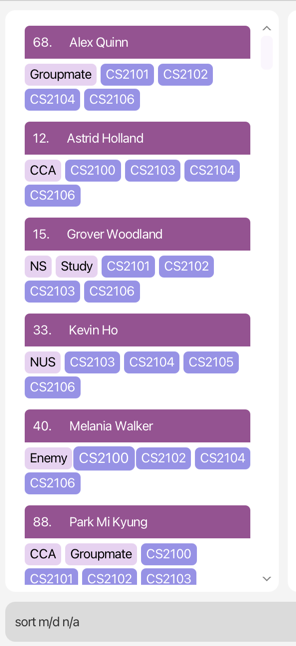 68. Alex Quinn
Groupmate CS2101 CS2102
CS2104 CS2106
12. Astrid Holland
CCA CS2100 CS2103 CS2104
CS2106
15. Grover Woodland
NS Study CS2101 CS2102
CS2103 CS2106
33. Kevin Ho
NUS CS2103 CS2104 CS2105
CS2106
40. Melania Walker
Enemy CS2100 CS2102 CS2104
CS2106
88. Park Mi Kyung
CCA Groupmate CS2100
CS2101 CS2102 CS2103
sort m/d n/a